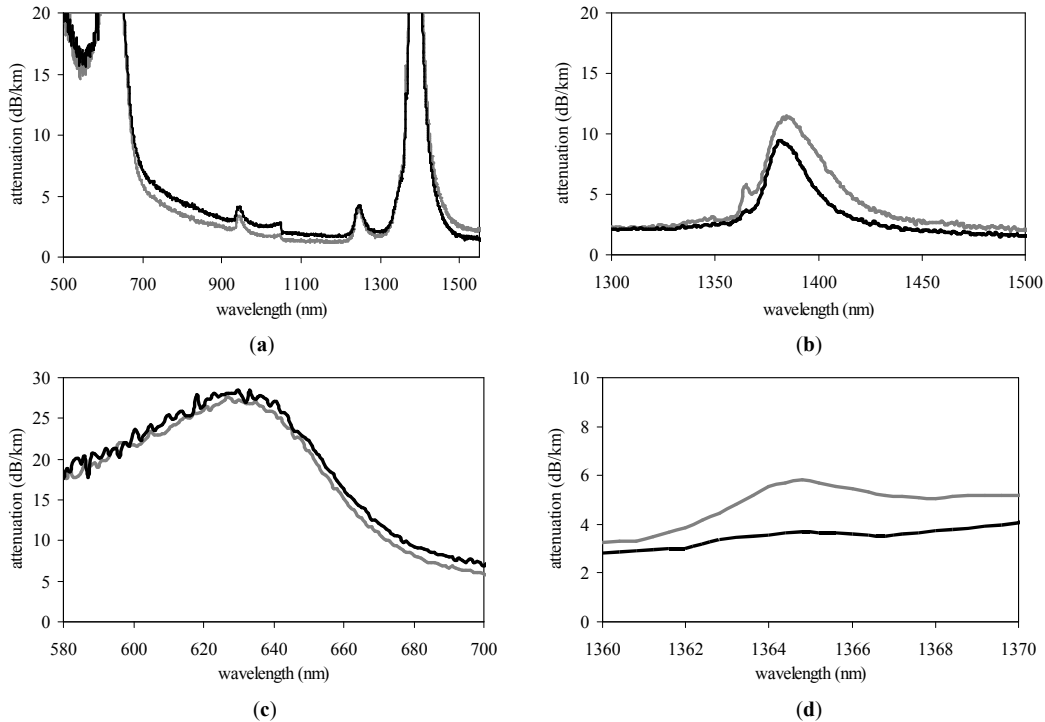 attenuation (dB/km)
20
15
10
5
0
500 700 900 1100 1300 1500
wavelength (nm)
(a)
attenuation (dB/km)
20
15
10
5
0
1300 1350 1400 1450 1500
wavelength (nm)
(b)
attenuation (dB/km)
30
25
20
15
10
5
0
580 600 620 640 660 680 700
wavelength (nm)
(c)
attenuation (dB/km)
10
8
6
4
2
0
1360 1362 1364 1366 1368 1370
wavelength (nm)
(d)